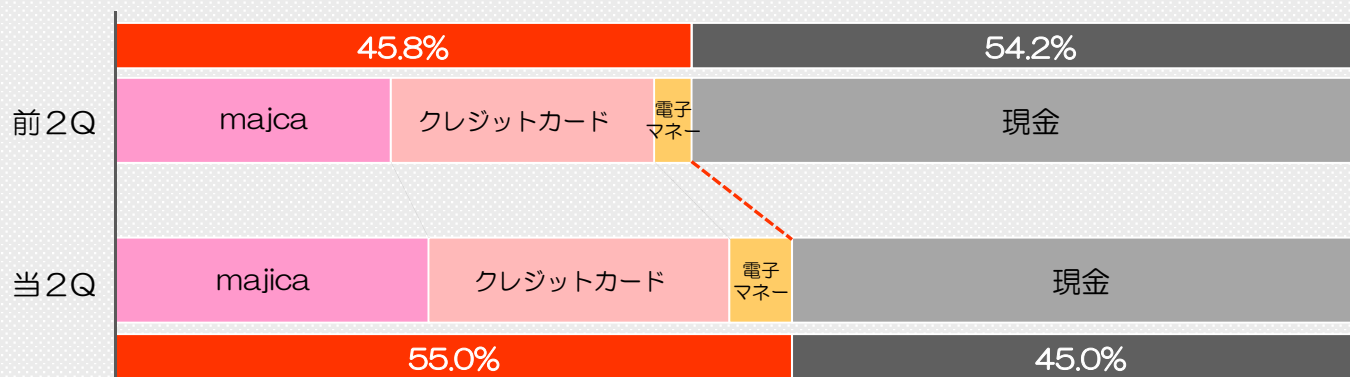 45.8% 54.2%
前2Q majca クレジットカード 電子 現金
マネー
当2Q majica クレジットカード 電子 現金
マネー
55.0% 45.0%